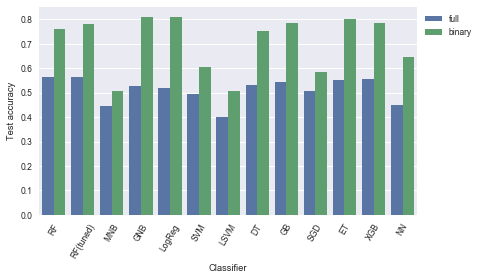 0.8
0.7
0.6
0.5
0.4
0.3
0.2
0.1
0.0
Test accuracy
RF
RF(tuned)
MNB
GNB
LogReg
SVM
LSVM
DT
GB
SGD
ET
XGB
NN
Classifier
full
binary